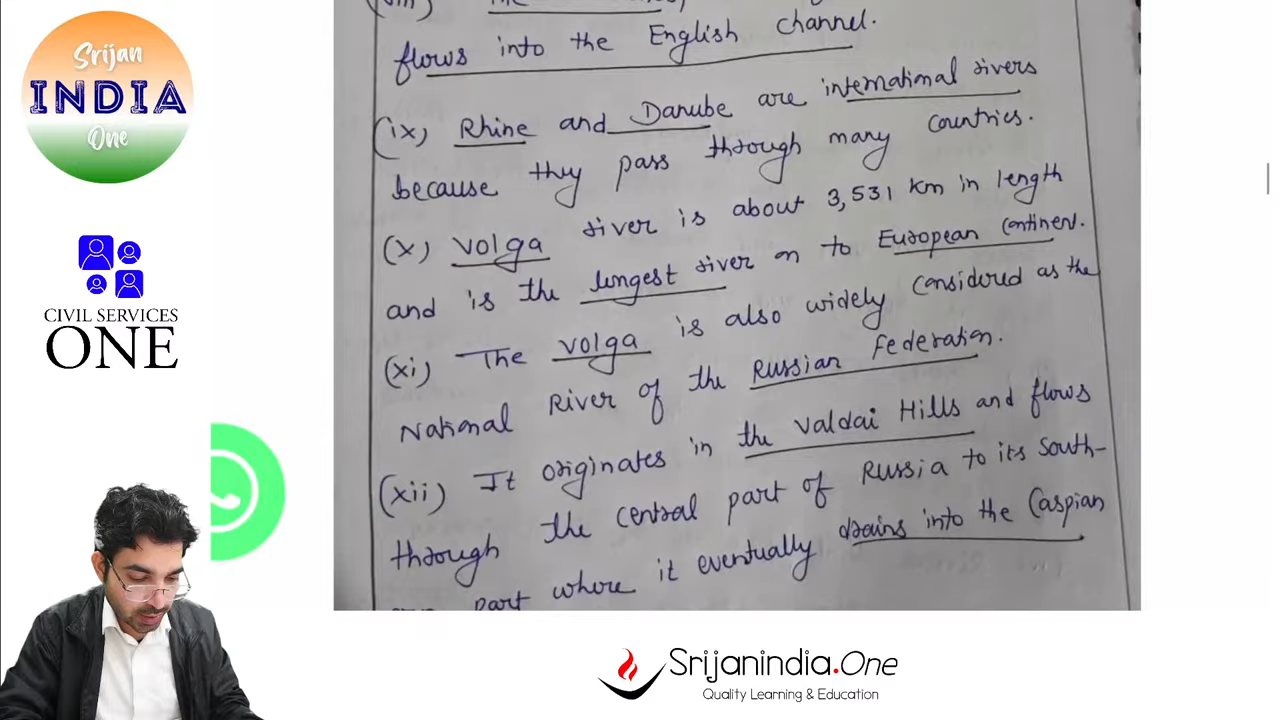 Srijan
INDIA
One
CIVIL SERVICES
ONE
flows into the English channel.
(ix) Rhine and Danube are international rivers
because they pass through many countries.
(x) Volga river is about 3,531 km in length
and is the longest river on to European Continent.
(xi) The volga is also widely considered as the
National River of the Russian Federation.
(xii) It originates in the Valdai Hills and flows
through the central part of Russia to its South-
part where it eventually drains into the Caspian
Srijanindia.One
Quality Learning & Education